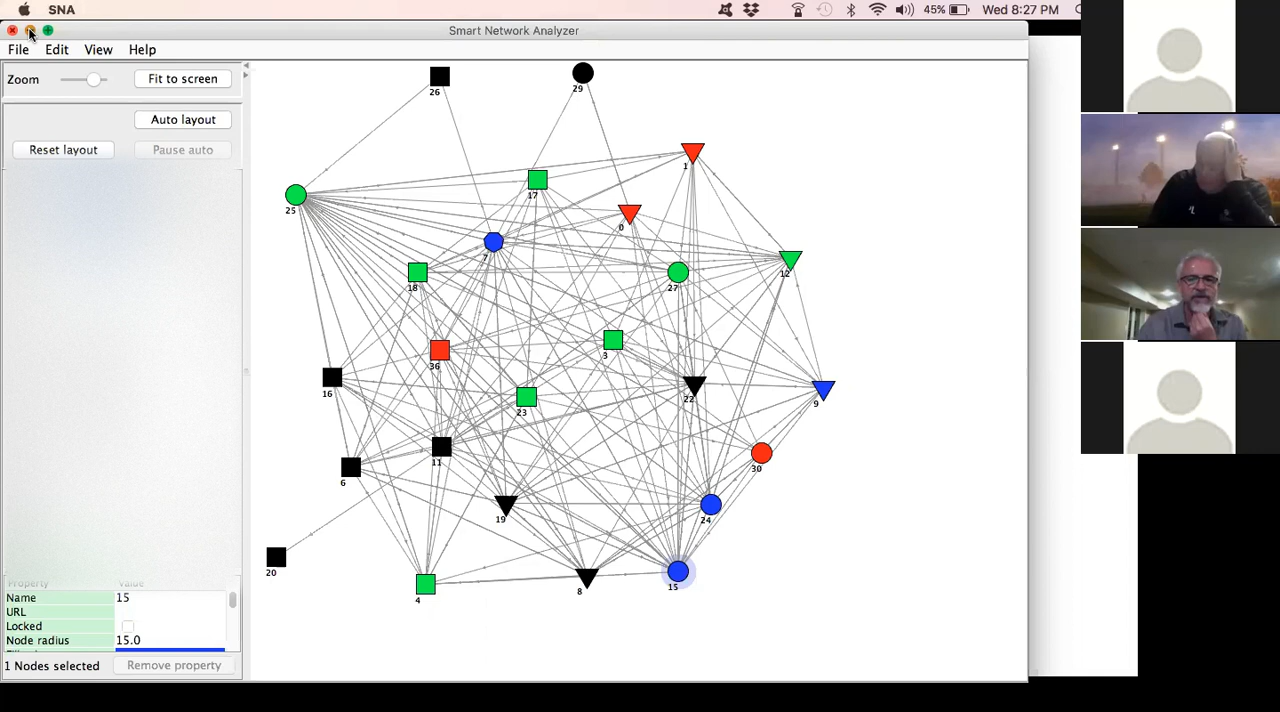 SNA 45% Wed 8:27 PM
Smart Network Analyzer
File Edit View Help
Zoom Fit to screen
Auto layout
Reset layout Pause auto
26
29
1
17
25
0
7
12
18
27
3
36
16
22
9
23
11
30
6
19
24
20
15
8
4
Property Value
Name 15
URL
Locked
Node radius 15.0
1 Nodes selected Remove property